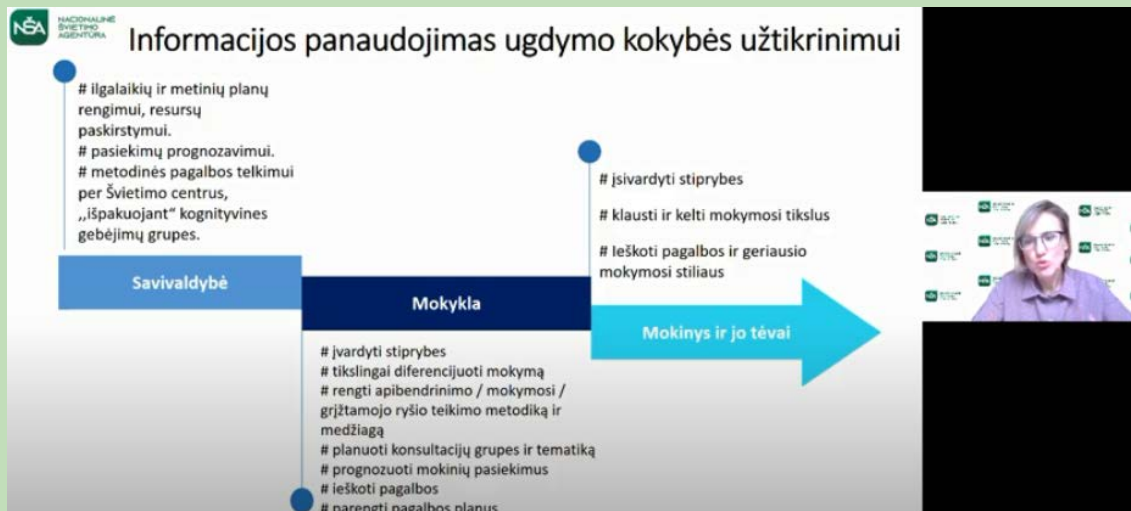 NŠA
NACIONALINĖ
ŠVIETIMO
AGENTŪRA
Informacijos panaudojimas ugdymo kokybės užtikrinimui
# ilgalaikių ir metinių planų
rengimui, resursų
paskirstymui.
# pasiekimų prognozavimui.
# metodinės pagalbos telkimui
per Švietimo centrus,
,,išpakuojant“ kognityvines
gebėjimų grupes.
Savivaldybė
Mokykla
# įvardyti stiprybes
# tikslingai diferencijuoti mokymą
# rengti apibendrinimo / mokymosi /
grįžtamojo ryšio teikimo metodiką ir
medžiagą
# planuoti konsultacijų grupes ir tematiką
# prognozuoti mokinių pasiekimus
# ieškoti pagalbos
# parengti pagalbos planus
# įsivardyti stiprybes
# klausti ir kelti mokymosi tikslus
# Ieškoti pagalbos ir geriausio
mokymosi stiliaus
Mokinys ir jo tėvai